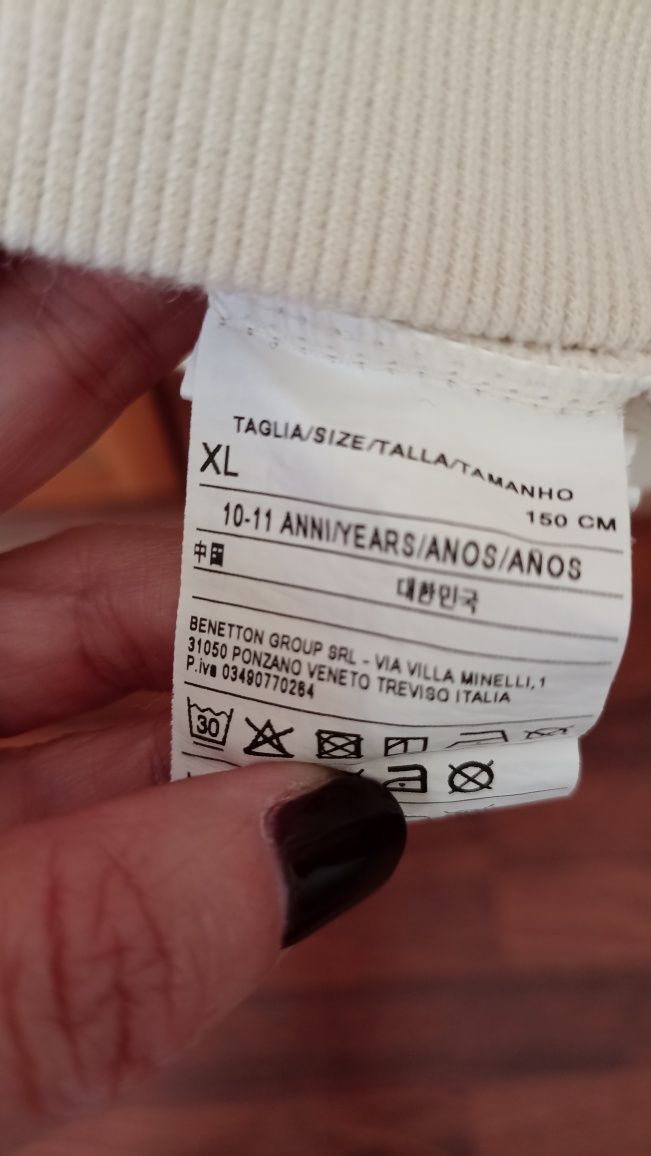 TAGLIA/SIZE/TALLA/TAMANHO
XL
150 CM
10-11 ANNI/YEARS/ANOS/AÑOS
中国
대한민국
BENETTON GROUP SRL - VIA VILLA MINELLI, 1
31050 PONZANO VENETO TREVISO ITALIA
P.iva 03490770264
30